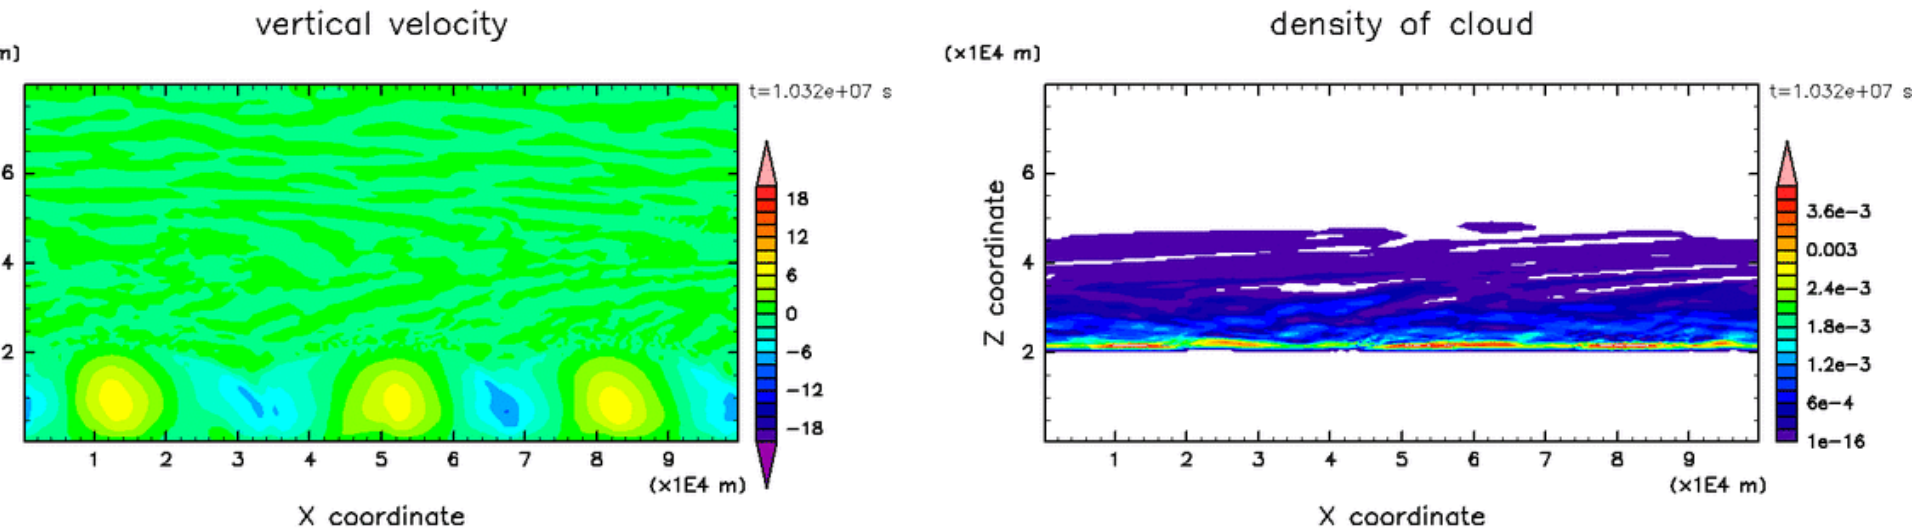 vertical velocity
m]
t=1.032e+07 s
6
4
2
18
12
6
0
−6
−12
−18
1 2 3 4 5 6 7 8 9
(×1E4 m)
X coordinate
density of cloud
(×1E4 m)
t=1.032e+07 s
Z coordinate
6
4
2
3.6e−3
0.003
2.4e−3
1.8e−3
1.2e−3
6e−4
1e−16
1 2 3 4 5 6 7 8 9
(×1E4 m)
X coordinate